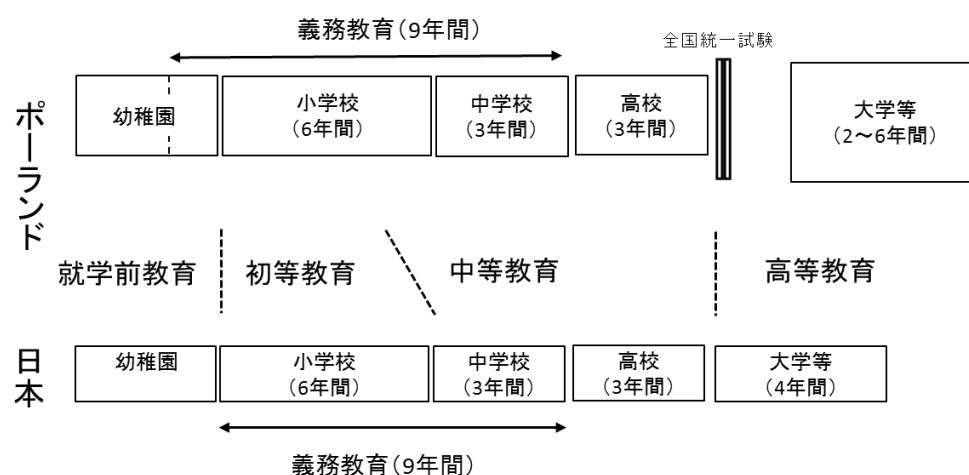 義務教育（9年間）
全国統一試験
ポーランド
幼稚園
小学校
（6年間）
中学校
（3年間）
高校
（3年間）
大学等
（2～6年間）
就学前教育
初等教育
中等教育
高等教育
日本
幼稚園
小学校
（6年間）
中学校
（3年間）
高校
（3年間）
大学等
（4年間）
義務教育（9年間）